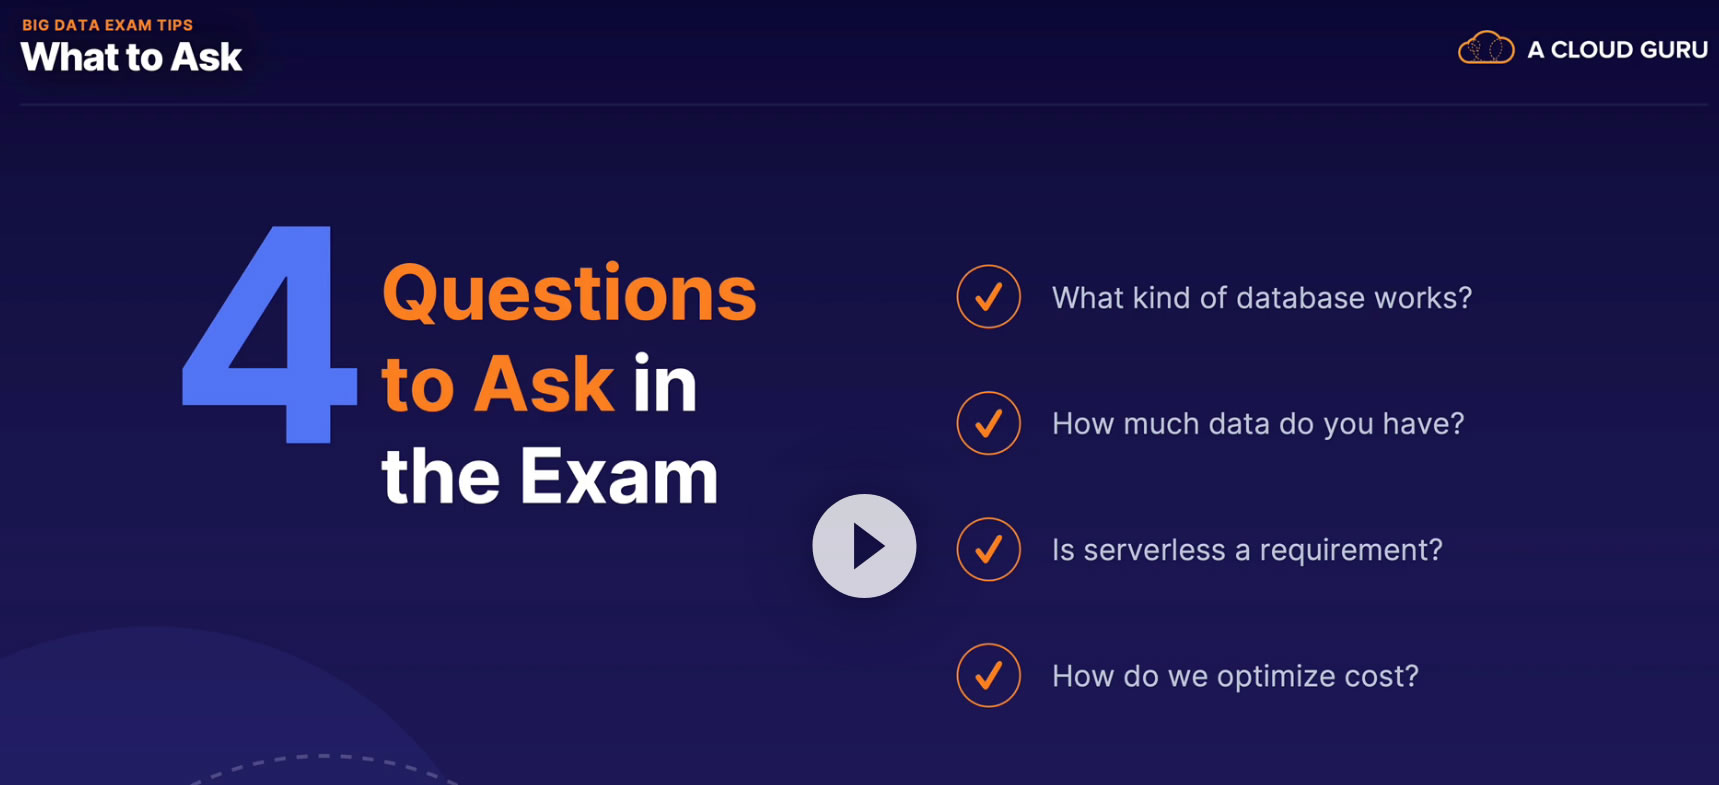 BIG DATA EXAM TIPS
What to Ask
A CLOUD GURU
4
Questions
to Ask in
the Exam
What kind of database works?
How much data do you have?
Is serverless a requirement?
How do we optimize cost?